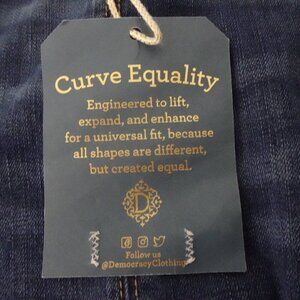 Curve Equality
Engineered to lift,
expand, and enhance
for a universal fit, because
all shapes are different,
but created equal.
D
Follow us
@DemocracyClothing